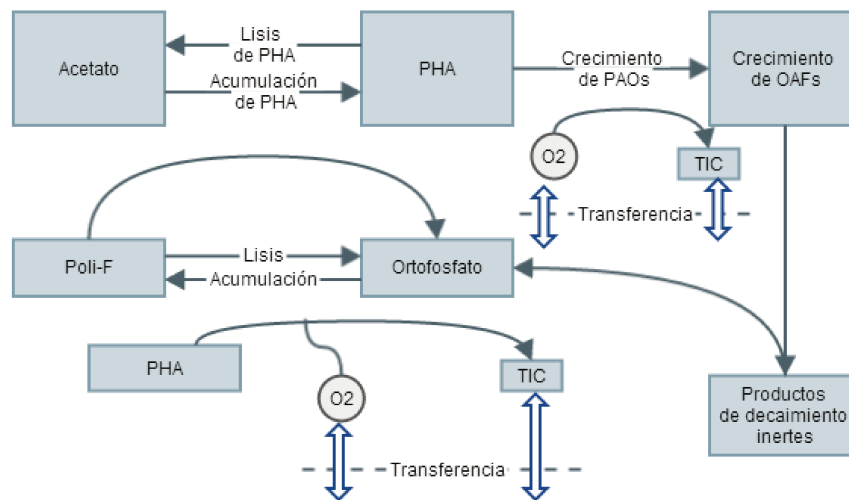 Acetato
Lisis
de PHA
Acumulación
de PHA
PHA
Crecimiento
de PAOs
Crecimiento
de OAFs
O2
TIC
Transferencia
Poli-F
Lisis
Acumulación
Ortofosfato
PHA
O2
TIC
Transferencia
Productos
de decaimiento
inertes